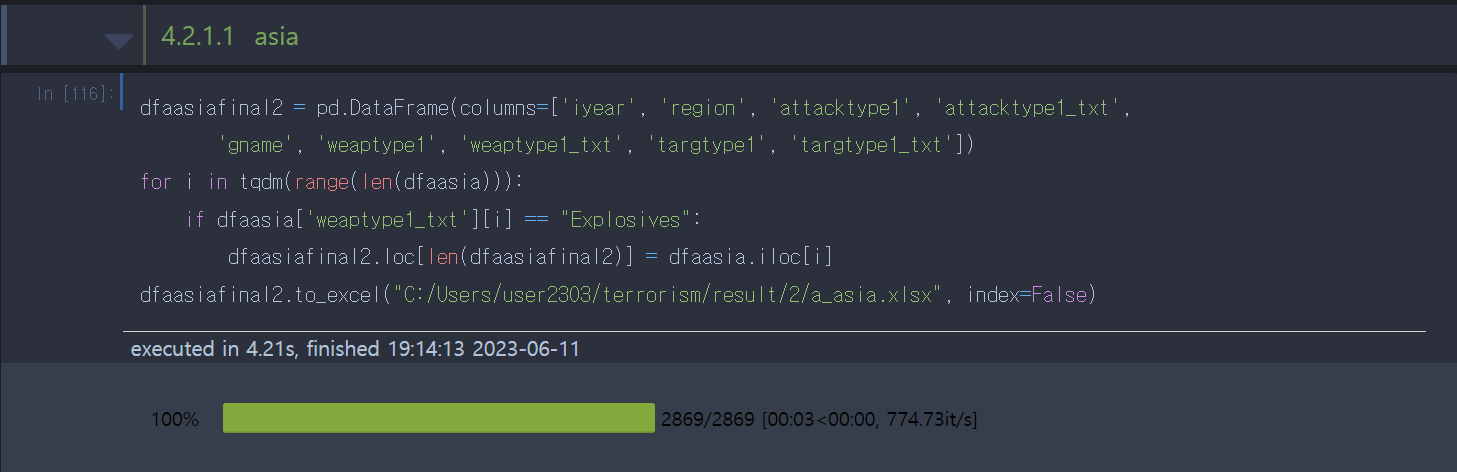 4.2.1.1 asia
In [116]:
dfaasiafinal2 = pd.DataFrame(columns=['iyear', 'region', 'attacktype1', 'attacktype1_txt',
'gname', 'weaptype1', 'weaptype1_txt', 'targtype1', 'targtype1_txt'])
for i in tqdm(range(len(dfaasia))):
if dfaasia['weaptype1_txt'][i] == "Explosives":
dfaasiafinal2.loc[len(dfaasiafinal2)] = dfaasia.iloc[i]
dfaasiafinal2.to_excel("C:/Users/user2303/terrorism/result/2/a_asia.xlsx", index=False)
executed in 4.21s, finished 19:14:13 2023-06-11
100% 2869/2869 [00:03<00:00, 774.73it/s]